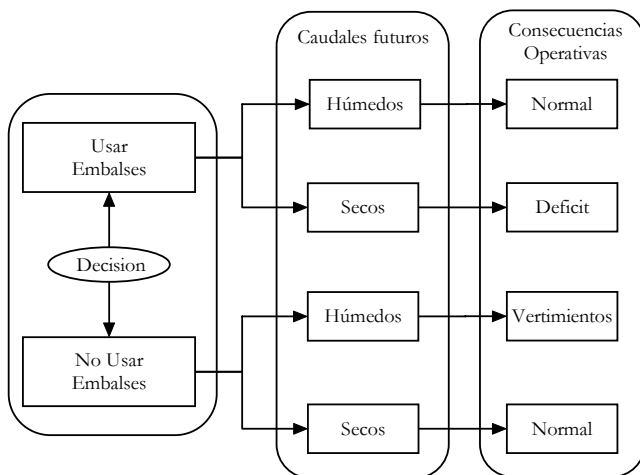 Caudales futuros
Consecuencias
Operativas
Usar
Embalses
Húmedos
Normal
Secos
Deficit
Decision
No Usar
Embalses
Húmedos
Vertimientos
Secos
Normal